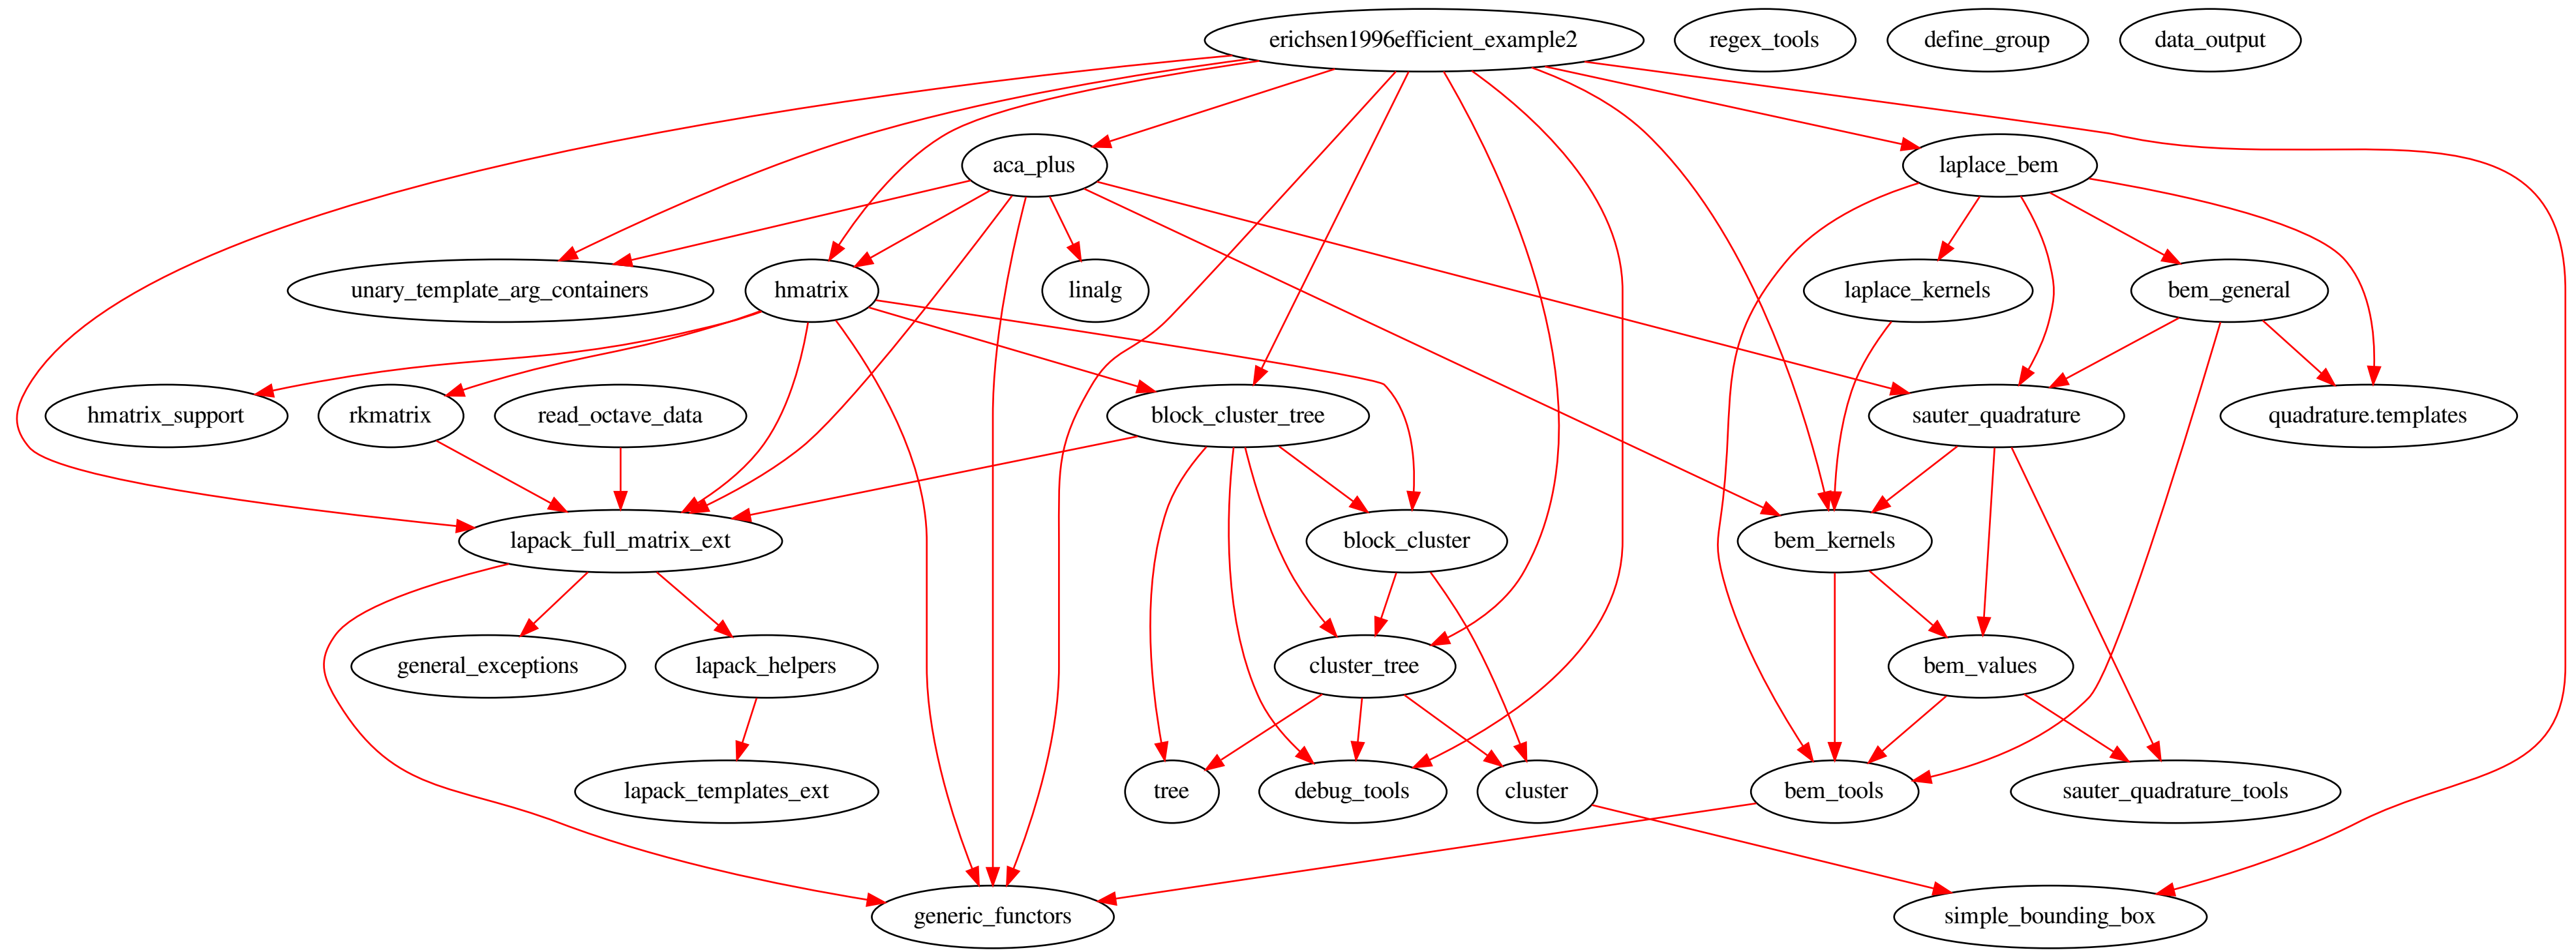 erichsen1996efficient_example2
regex_tools
define_group
data_output
aca_plus
laplace_bem
unary_template_arg_containers
hmatrix
linalg
laplace_kernels
bem_general
hmatrix_support
rkmatrix
read_octave_data
block_cluster_tree
sauter_quadrature
quadrature.templates
lapack_full_matrix_ext
block_cluster
bem_kernels
general_exceptions
lapack_helpers
cluster_tree
bem_values
lapack_templates_ext
tree
debug_tools
cluster
bem_tools
sauter_quadrature_tools
generic_functors
simple_bounding_box